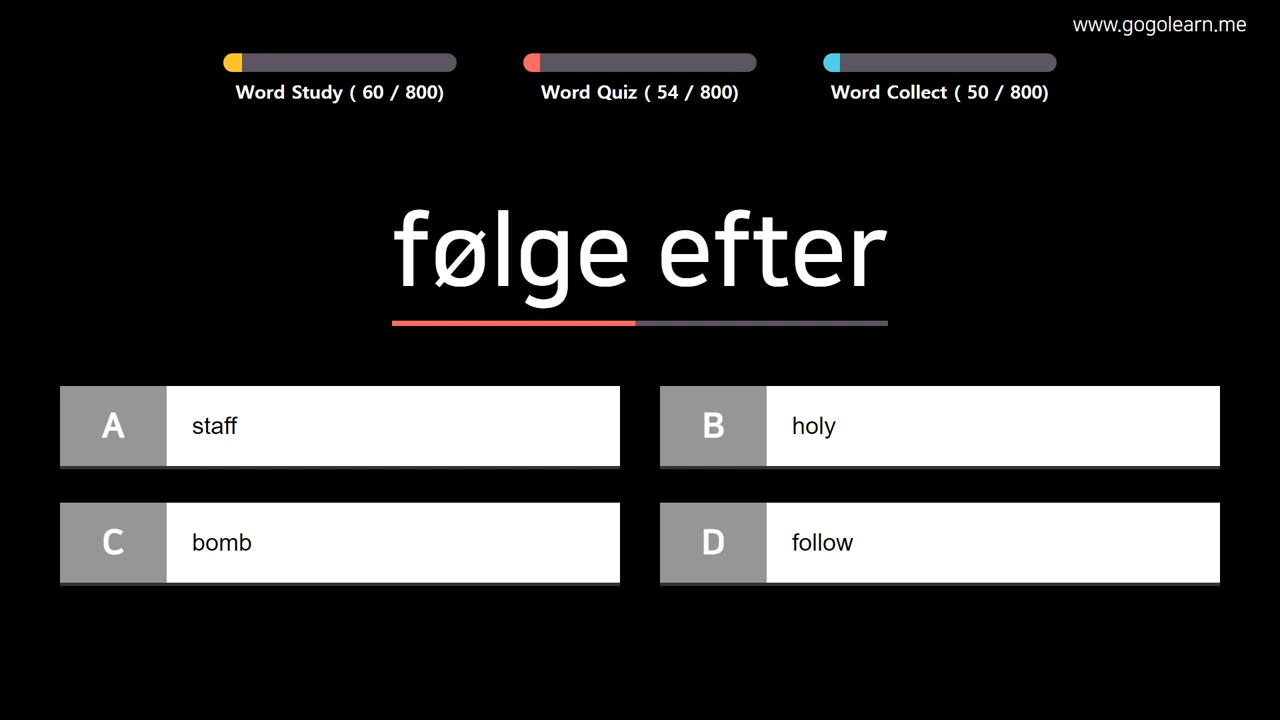 www.gogolearn.me
Word Study ( 60 / 800)
Word Quiz ( 54 / 800)
Word Collect ( 50 / 800)
følge efter
A staff
B holy
C bomb
D follow